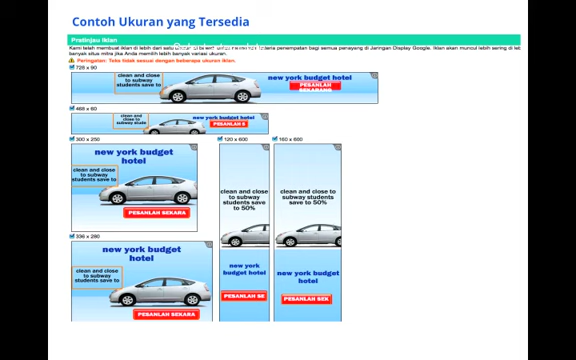 Contoh Ukuran yang Tersedia
Pratinjau Iklan
Kami telah membuat iklan di lebih dari satu
kriteria penempatan bagi semua penayang di Jaringan Display Google. Iklan akan muncul lebih sering di leb
banyak situs mitra jika Anda memilih lebih banyak variasi ukuran.
Peringatan: Teks tidak sesuai dengan beberapa ukuran iklan.
728 x 90
clean and close
to subway
students save to
new york budget hotel
PESANLAH
SEKARANG
468 x 60
clean and close
to subway
new york budget hotel
PESANLAH S
300 x 250
new york budget
hotel
clean and close
to subway
students save to
PESANLAH SEKARA
336 x 280
new york budget
hotel
clean and close
to subway
students save to
PESANLAH SEKARA
120 x 600
clean and close
to subway
students save
to 50%
new york
budget hotel
PESANLAH SE
160 x 600
clean and close to
subway
students save to
50%
new york
budget hotel
PESANLAH SEK